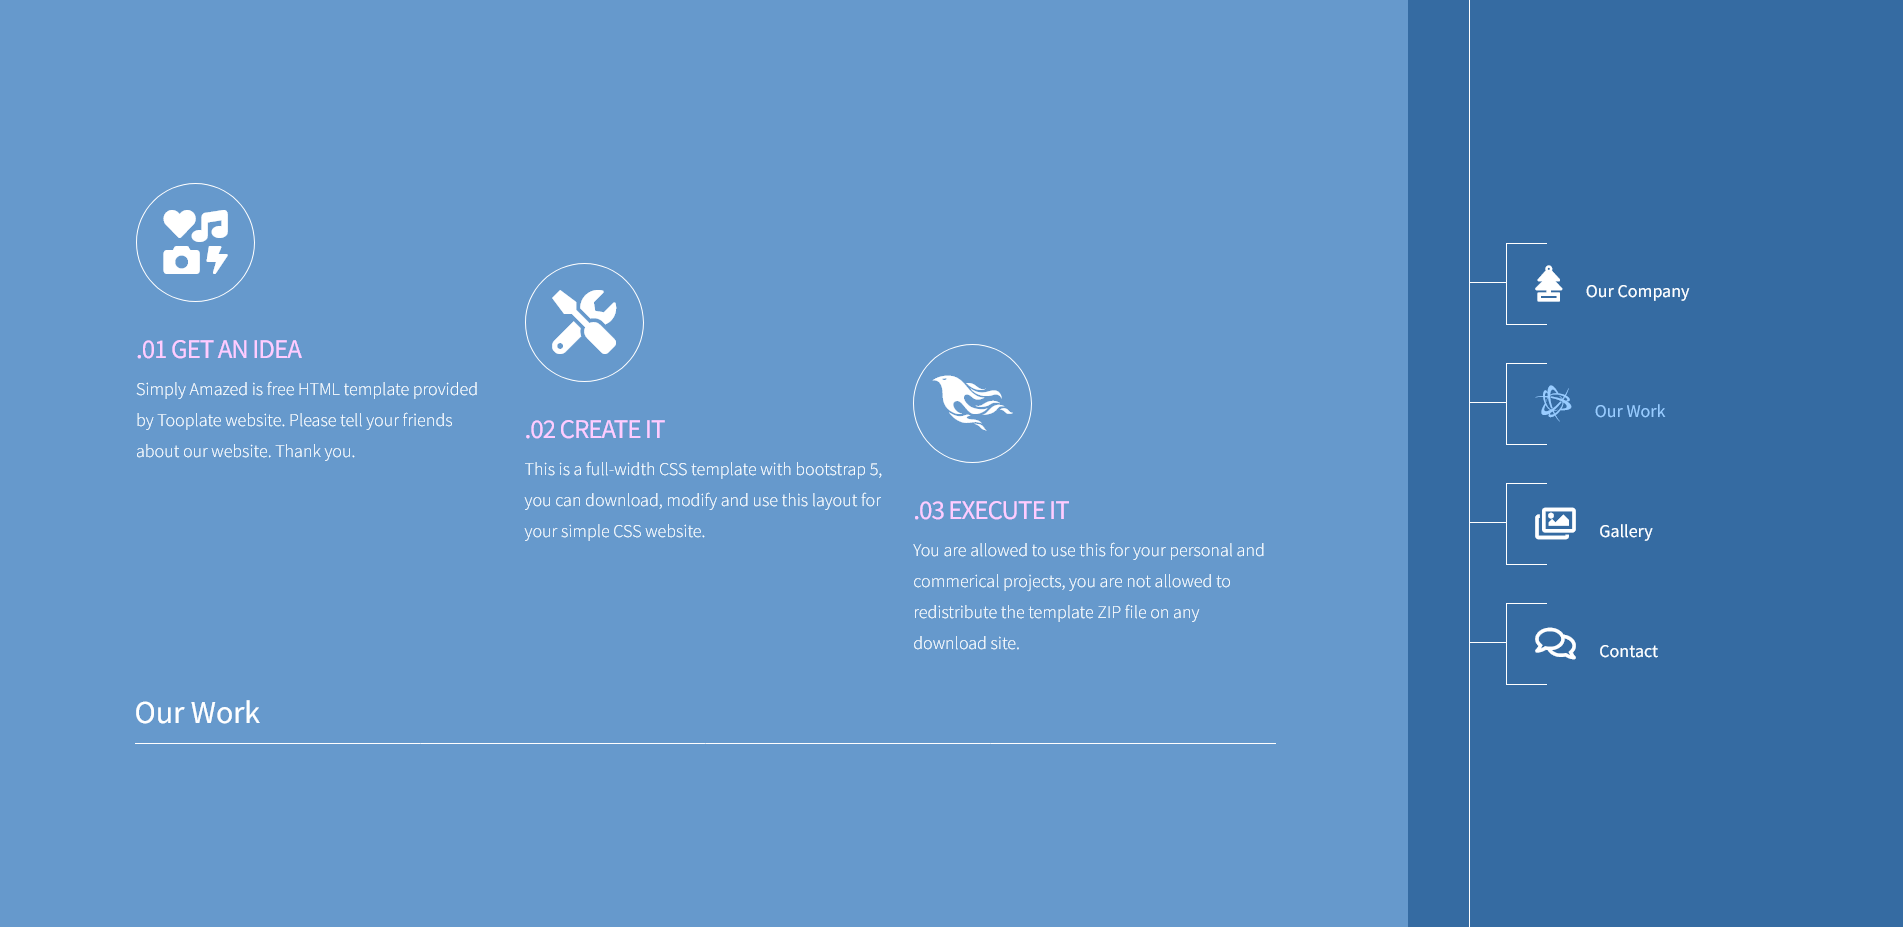 .01 GET AN IDEA
Simply Amazed is free HTML template provided
by Tooplate website. Please tell your friends
about our website. Thank you.
.02 CREATE IT
This is a full-width CSS template with bootstrap 5,
you can download, modify and use this layout for
your simple CSS website.
.03 EXECUTE IT
You are allowed to use this for your personal and
commerical projects, you are not allowed to
redistribute the template ZIP file on any
download site.
Our Work
Our Company
Our Work
Gallery
Contact